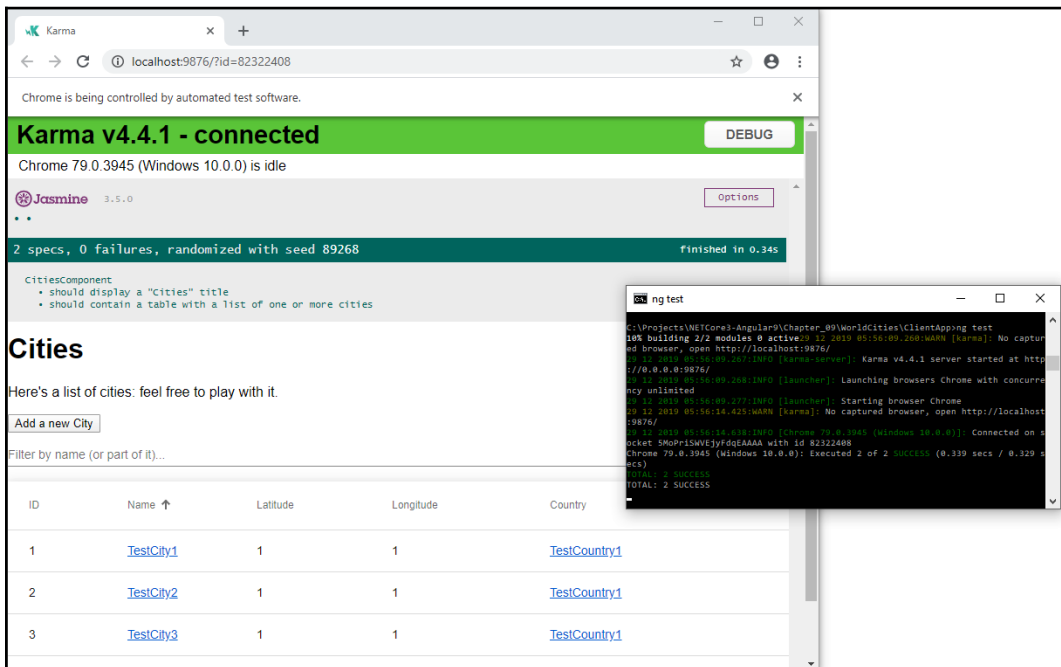 Karma
localhost:9876/?id=82322408
Chrome is being controlled by automated test software.
Karma v4.4.1 - connected
DEBUG
Chrome 79.0.3945 (Windows 10.0.0) is idle
Jasmine 3.5.0
Options
• •
2 specs, 0 failures, randomized with seed 89268
finished in 0.34s
CitiesComponent
• should display a "Cities" title
• should contain a table with a list of one or more cities
Cities
Here's a list of cities: feel free to play with it.
Add a new City
Filter by name (or part of it)...
ID Name ↑ Latitude Longitude Country
1 TestCity1 1 1 TestCountry1
2 TestCity2 1 1 TestCountry1
3 TestCity3 1 1 TestCountry1
ng test
C:\Projects\NETCore3-Angular9\Chapter_09\WorldCities\ClientApp>ng test
10% building 2/2 modules 0 active29 12 2019 05:56:09.260:WARN [karma]: No captur
ed browser, open http://localhost:9876/
29 12 2019 05:56:09.267:INFO [karma-server]: Karma v4.4.1 server started at http
://0.0.0.0:9876/
29 12 2019 05:56:09.268:INFO [launcher]: Launching browsers Chrome with concurre
ncy unlimited
29 12 2019 05:56:09.277:INFO [launcher]: Starting browser Chrome
29 12 2019 05:56:14.425:WARN [karma]: No captured browser, open http://localhost
:9876/
29 12 2019 05:56:14.638:INFO [Chrome 79.0.3945 (Windows 10.0.0)]: Connected on s
ocket 5MoPriSWVEjyFdqEAAAA with id 82322408
Chrome 79.0.3945 (Windows 10.0.0): Executed 2 of 2 SUCCESS (0.339 secs / 0.329 s
ecs)
TOTAL: 2 SUCCESS
TOTAL: 2 SUCCESS